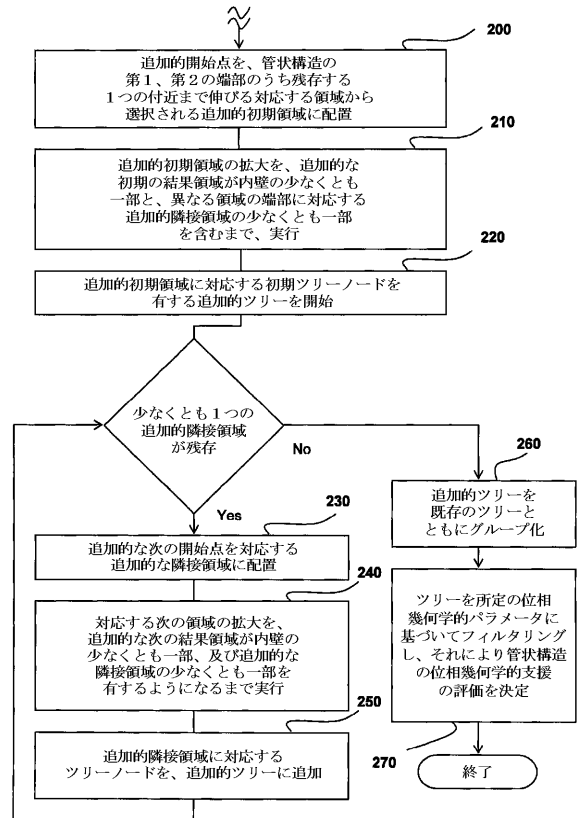 200
追加的開始点を、管状構造の
第１、第２の端部のうち残存する
１つの付近まで伸びる対応する領域から
選択される追加的初期領域に配置
210
追加的初期領域の拡大を、追加的な
初期の結果領域が内壁の少なくとも
一部と、異なる領域の端部に対応する
追加的隣接領域の少なくとも一部
を含むまで、実行
220
追加的初期領域に対応する初期ツリーノードを
有する追加的ツリーを開始
少なくとも１つの
追加的隣接領域
が残存
No
Yes
230
追加的な次の開始点を対応する
追加的な隣接領域に配置
240
対応する次の領域の拡大を、
追加的な次の結果領域が内壁の
少なくとも一部、及び追加的な
隣接領域の少なくとも一部を
有するようになるまで実行
250
追加的隣接領域に対応する
ツリーノードを、追加的ツリーに追加
260
追加的ツリーを
既存のツリーと
ともにグループ化
ツリーを所定の位相
幾何学的パラメータに
基づいてフィルタリング
し、それにより管状構造
の位相幾何学的支援
の評価を決定
270
終了